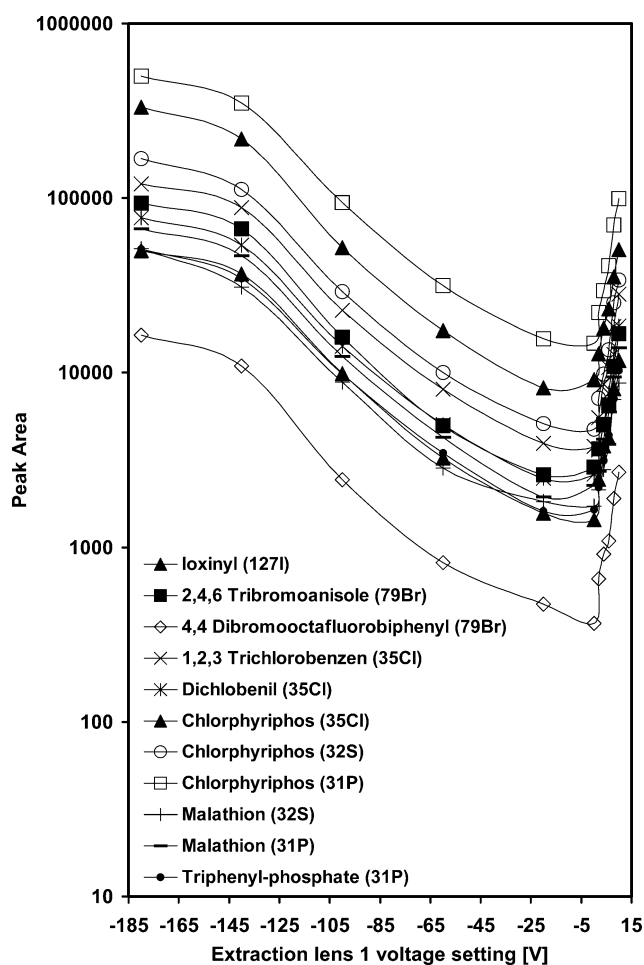 1000000
100000
10000
1000
100
10
Peak Area
Ioxinyl (127I)
2,4,6 Tribromoanisole (79Br)
4,4 Dibromooctafluorobiphenyl (79Br)
1,2,3 Trichlorobenzen (35Cl)
Dichlobenil (35Cl)
Chlorphyriphos (35Cl)
Chlorphyriphos (32S)
Chlorphyriphos (31P)
Malathion (32S)
Malathion (31P)
Triphenyl-phosphate (31P)
-185 -165 -145 -125 -105 -85 -65 -45 -25 -5 15
Extraction lens 1 voltage setting [V]